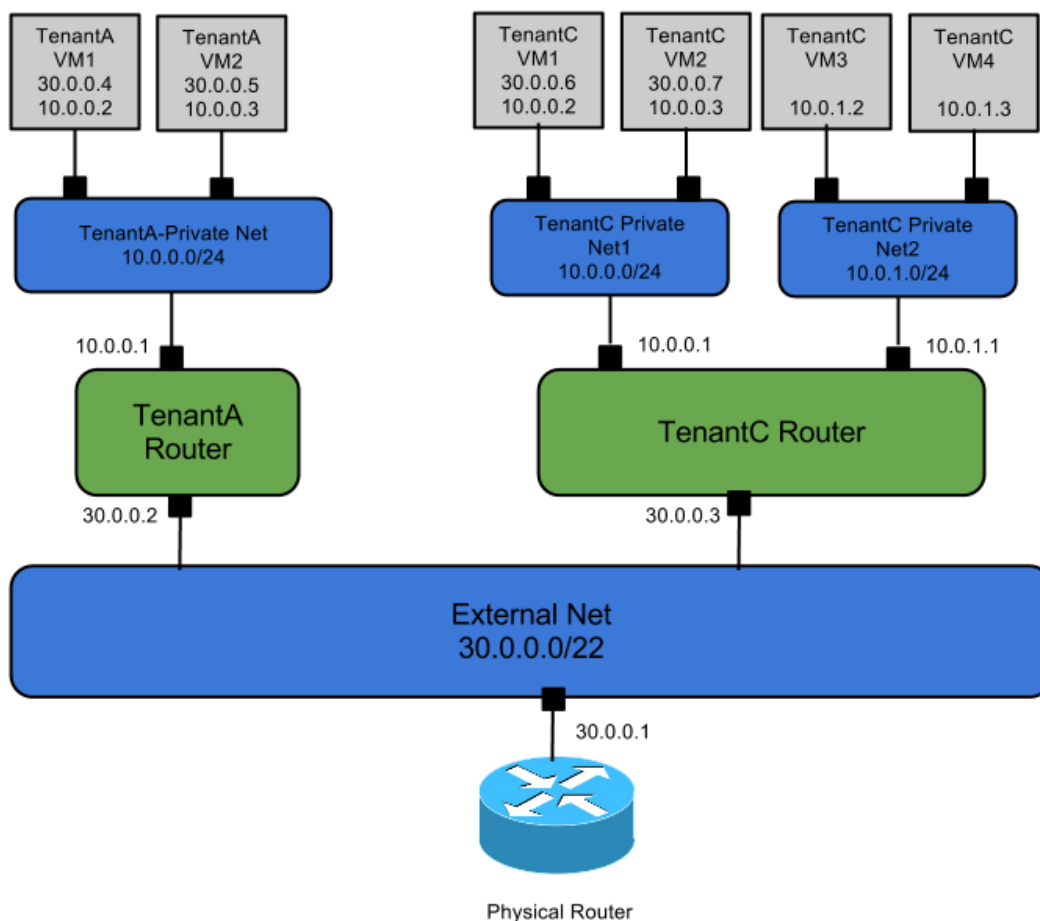 TenantA
VM1
30.0.0.4
10.0.0.2
TenantA
VM2
30.0.0.5
10.0.0.3
TenantC
VM1
30.0.0.6
10.0.0.2
TenantC
VM2
30.0.0.7
10.0.0.3
TenantC
VM3
10.0.1.2
TenantC
VM4
10.0.1.3
TenantA-Private Net
10.0.0.0/24
TenantC Private
Net1
10.0.0.0/24
TenantC Private
Net2
10.0.1.0/24
10.0.0.1
10.0.0.1
10.0.1.1
TenantA
Router
TenantC Router
30.0.0.2
30.0.0.3
External Net
30.0.0.0/22
30.0.0.1
Physical Router